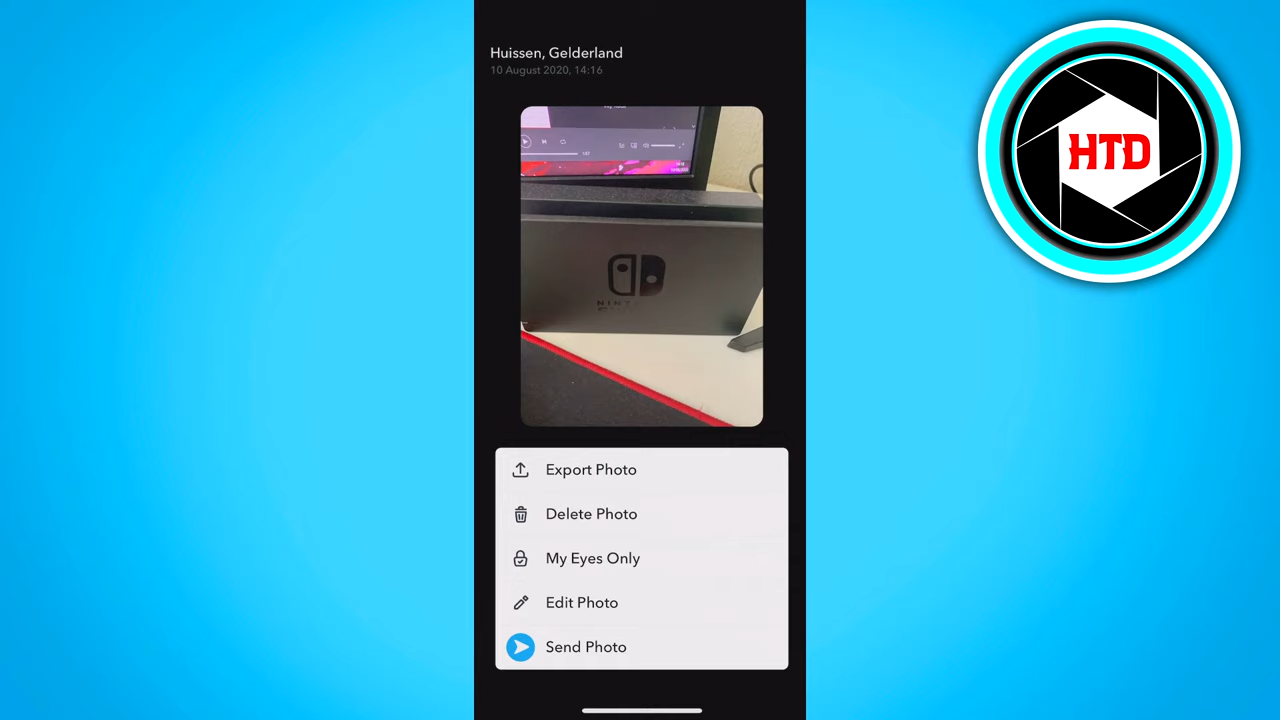 Huissen, Gelderland
10 August 2020, 14:16
HTD
Export Photo
Delete Photo
My Eyes Only
Edit Photo
Send Photo